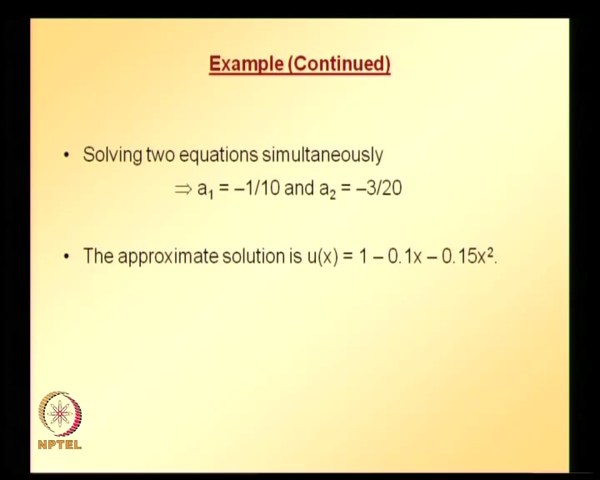 Example (Continued)
• Solving two equations simultaneously
⇒ a₁ = –1/10 and a₂ = –3/20
• The approximate solution is u(x) = 1 – 0.1x – 0.15x².
NPTEL